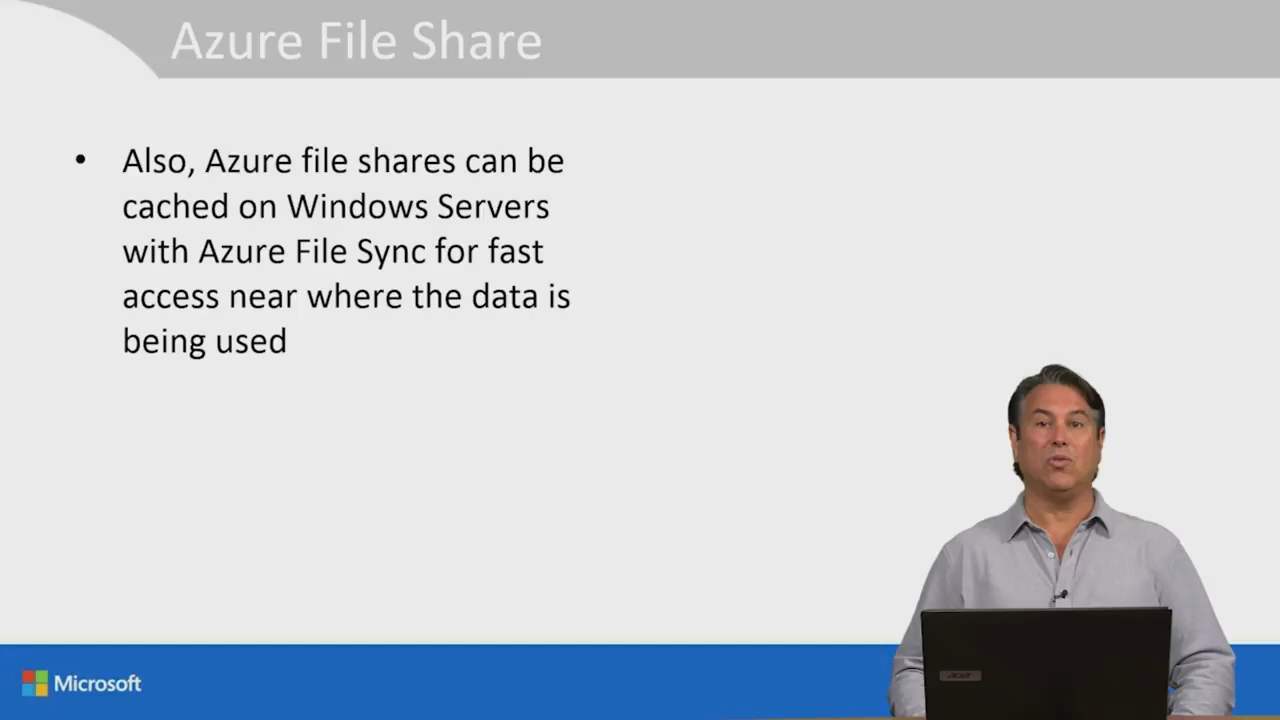 Azure File Share
• Also, Azure file shares can be
cached on Windows Servers
with Azure File Sync for fast
access near where the data is
being used
Microsoft
acer